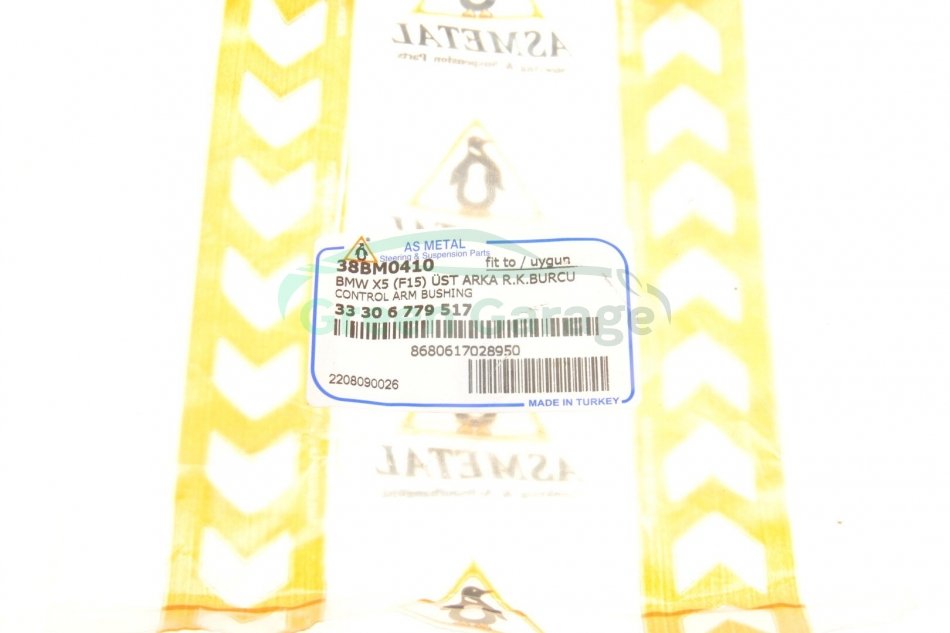 ASMETAL
AS METAL
Steering & Suspension Parts
38BM0410
fit to / uygun
BMW X5 (F15) ÜST ARKA R.K.BURCU
CONTROL ARM BUSHING
33 30 6 779 517
Garage
8680617028950
2208090026
MADE IN TURKEY
ASMETAL